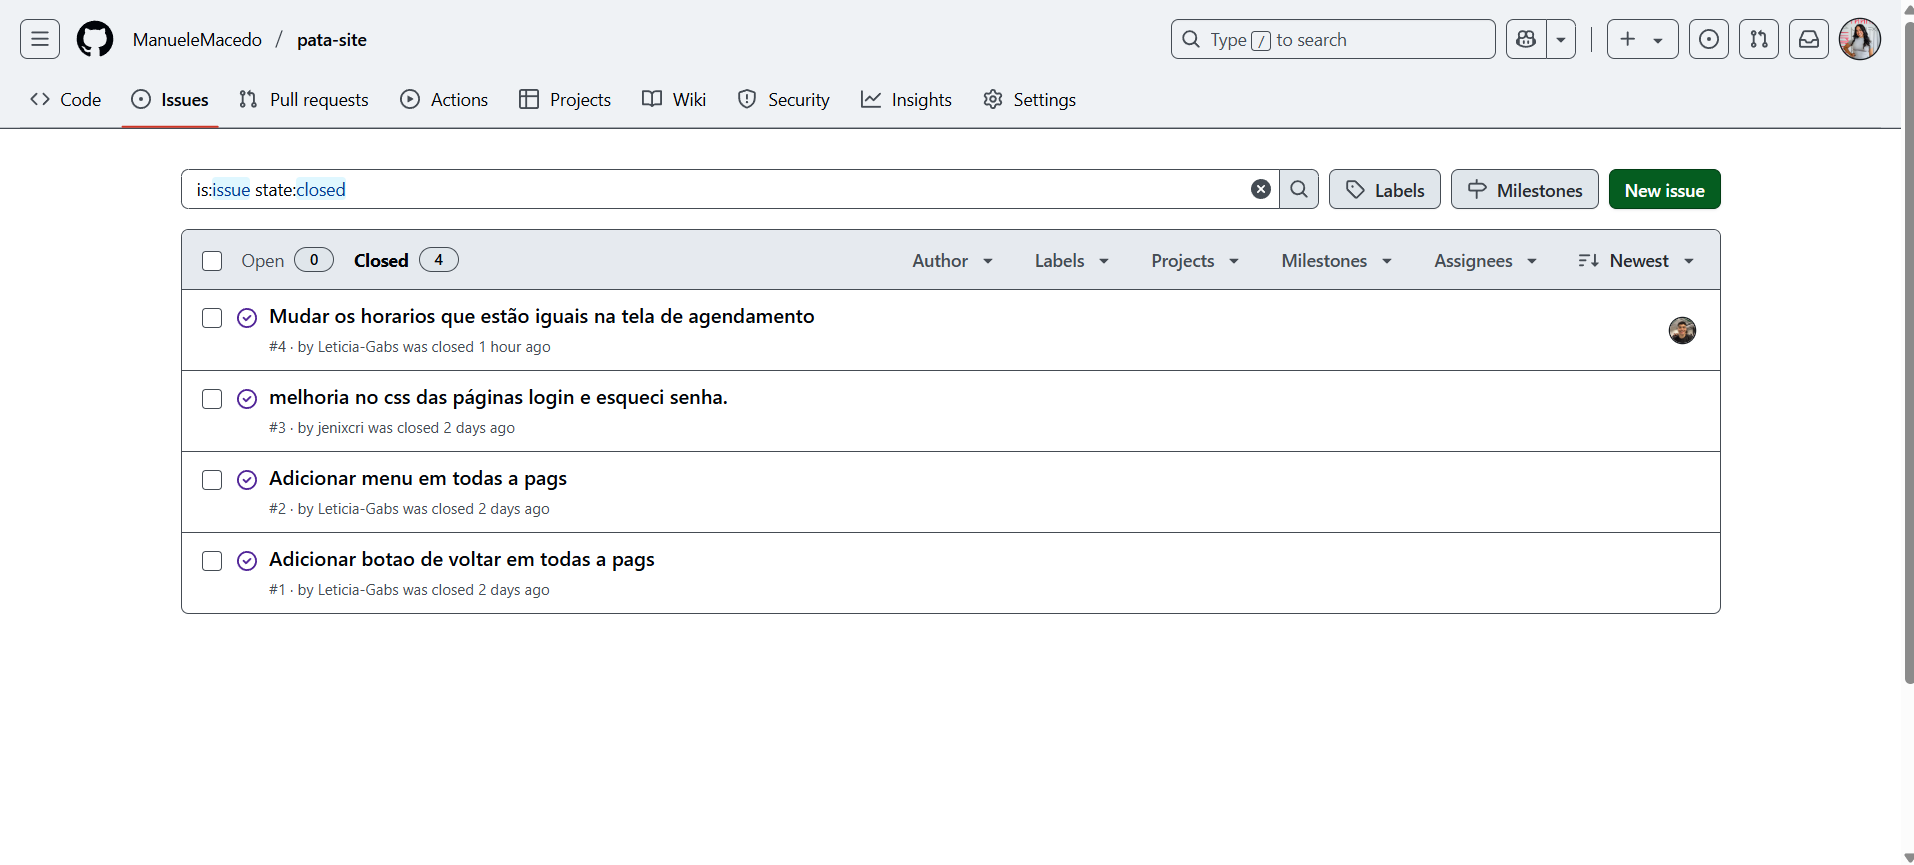 ManueleMacedo / pata-site
Type / to search
Code Issues Pull requests Actions Projects Wiki Security Insights Settings
is:issue state:closed
Labels Milestones New issue
Open 0 Closed 4 Author Labels Projects Milestones Assignees Newest
Mudar os horarios que estão iguais na tela de agendamento
#4 · by Leticia-Gabs was closed 1 hour ago
melhoria no css das páginas login e esqueci senha.
#3 · by jenixcri was closed 2 days ago
Adicionar menu em todas a pags
#2 · by Leticia-Gabs was closed 2 days ago
Adicionar botao de voltar em todas a pags
#1 · by Leticia-Gabs was closed 2 days ago